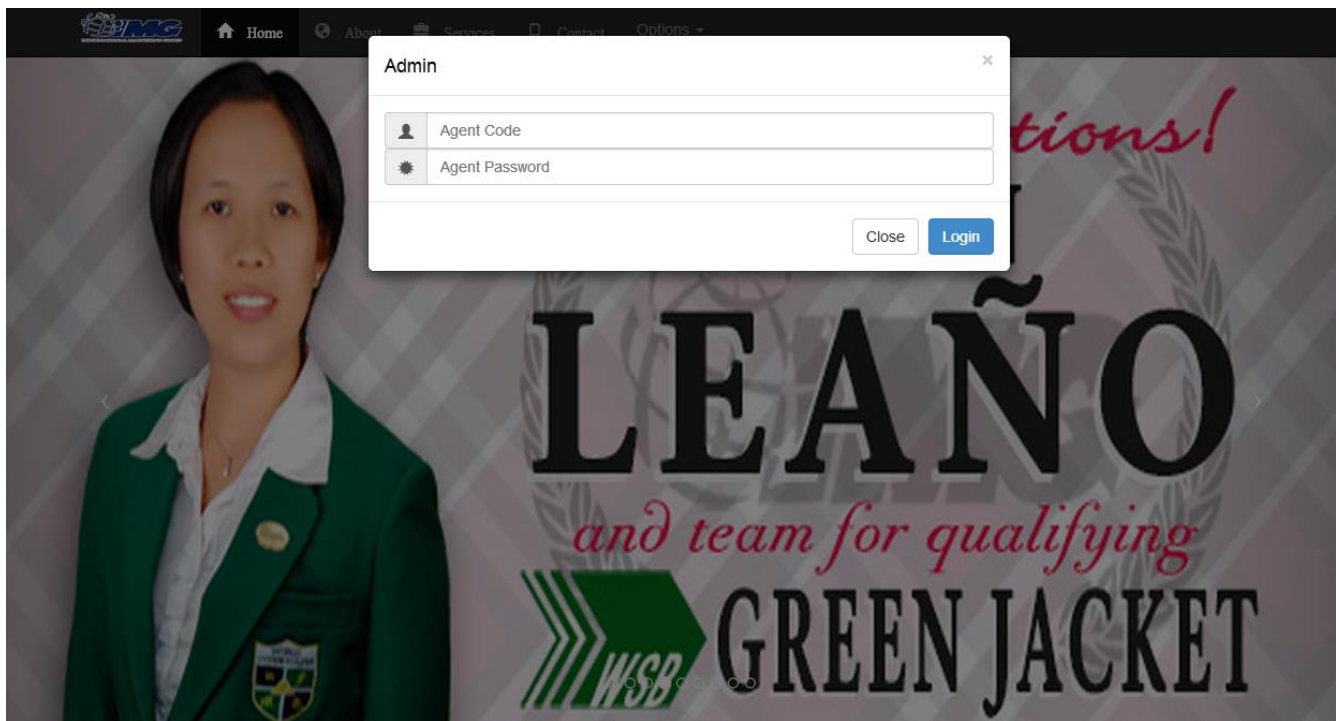 IMG
Home
About
Services
Contact
Options
Admin
×
Agent Code
Agent Password
Close
Login
tions!
LEAÑO
and team for qualifying
WSB
GREEN JACKET